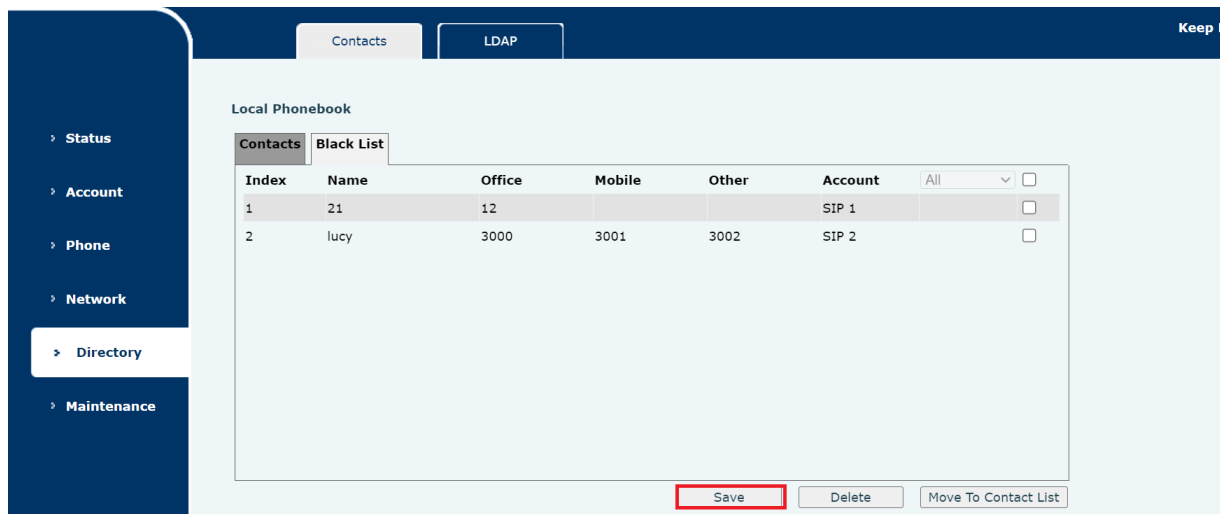 Contacts LDAP Keep
Local Phonebook
Status
Account
Phone
Network
Directory
Maintenance
Contacts Black List
Index Name Office Mobile Other Account All
1 21 12 SIP 1
2 lucy 3000 3001 3002 SIP 2
Save Delete Move To Contact List